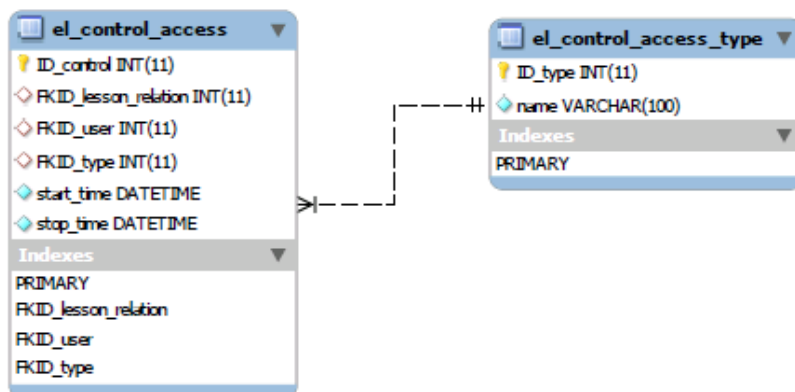 el_control_access
ID_control INT(11)
FKID_lesson_relation INT(11)
FKID_user INT(11)
FKID_type INT(11)
start_time DATETIME
stop_time DATETIME
Indexes
PRIMARY
FKID_lesson_relation
FKID_user
FKID_type
el_control_access_type
ID_type INT(11)
name VARCHAR(100)
Indexes
PRIMARY